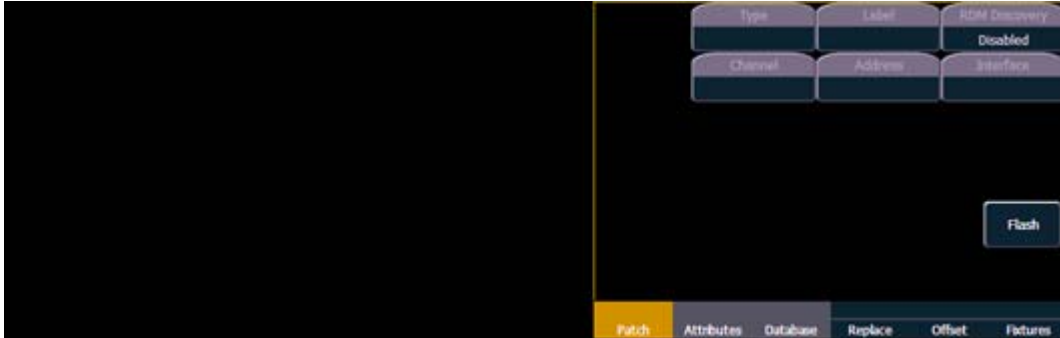 Type Label RDM Discovery
Disabled
Channel Address Interface
Flash
Patch Attributes Database Replace Offset Fixtures